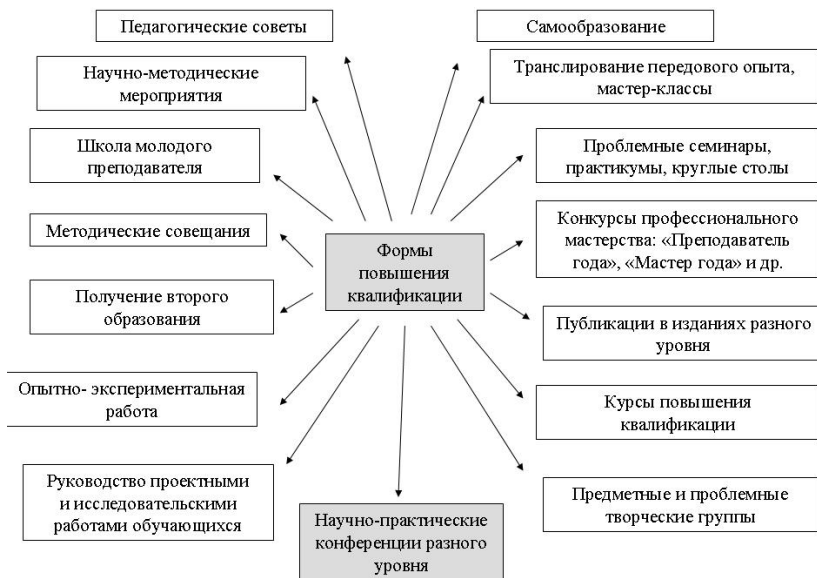 Педагогические советы
Самообразование
Научно-методические
мероприятия
Транслирование передового опыта,
мастер-классы
Школа молодого
преподавателя
Проблемные семинары,
практикумы, круглые столы
Методические совещания
Формы
повышения
квалификации
Конкурсы профессионального
мастерства: «Преподаватель
года», «Мастер года» и др.
Получение второго
образования
Публикации в изданиях разного
уровня
Опытно- экспериментальная
работа
Курсы повышения
квалификации
Руководство проектными
и исследовательскими
работами обучающихся
Научно-практические
конференции разного
уровня
Предметные и проблемные
творческие группы